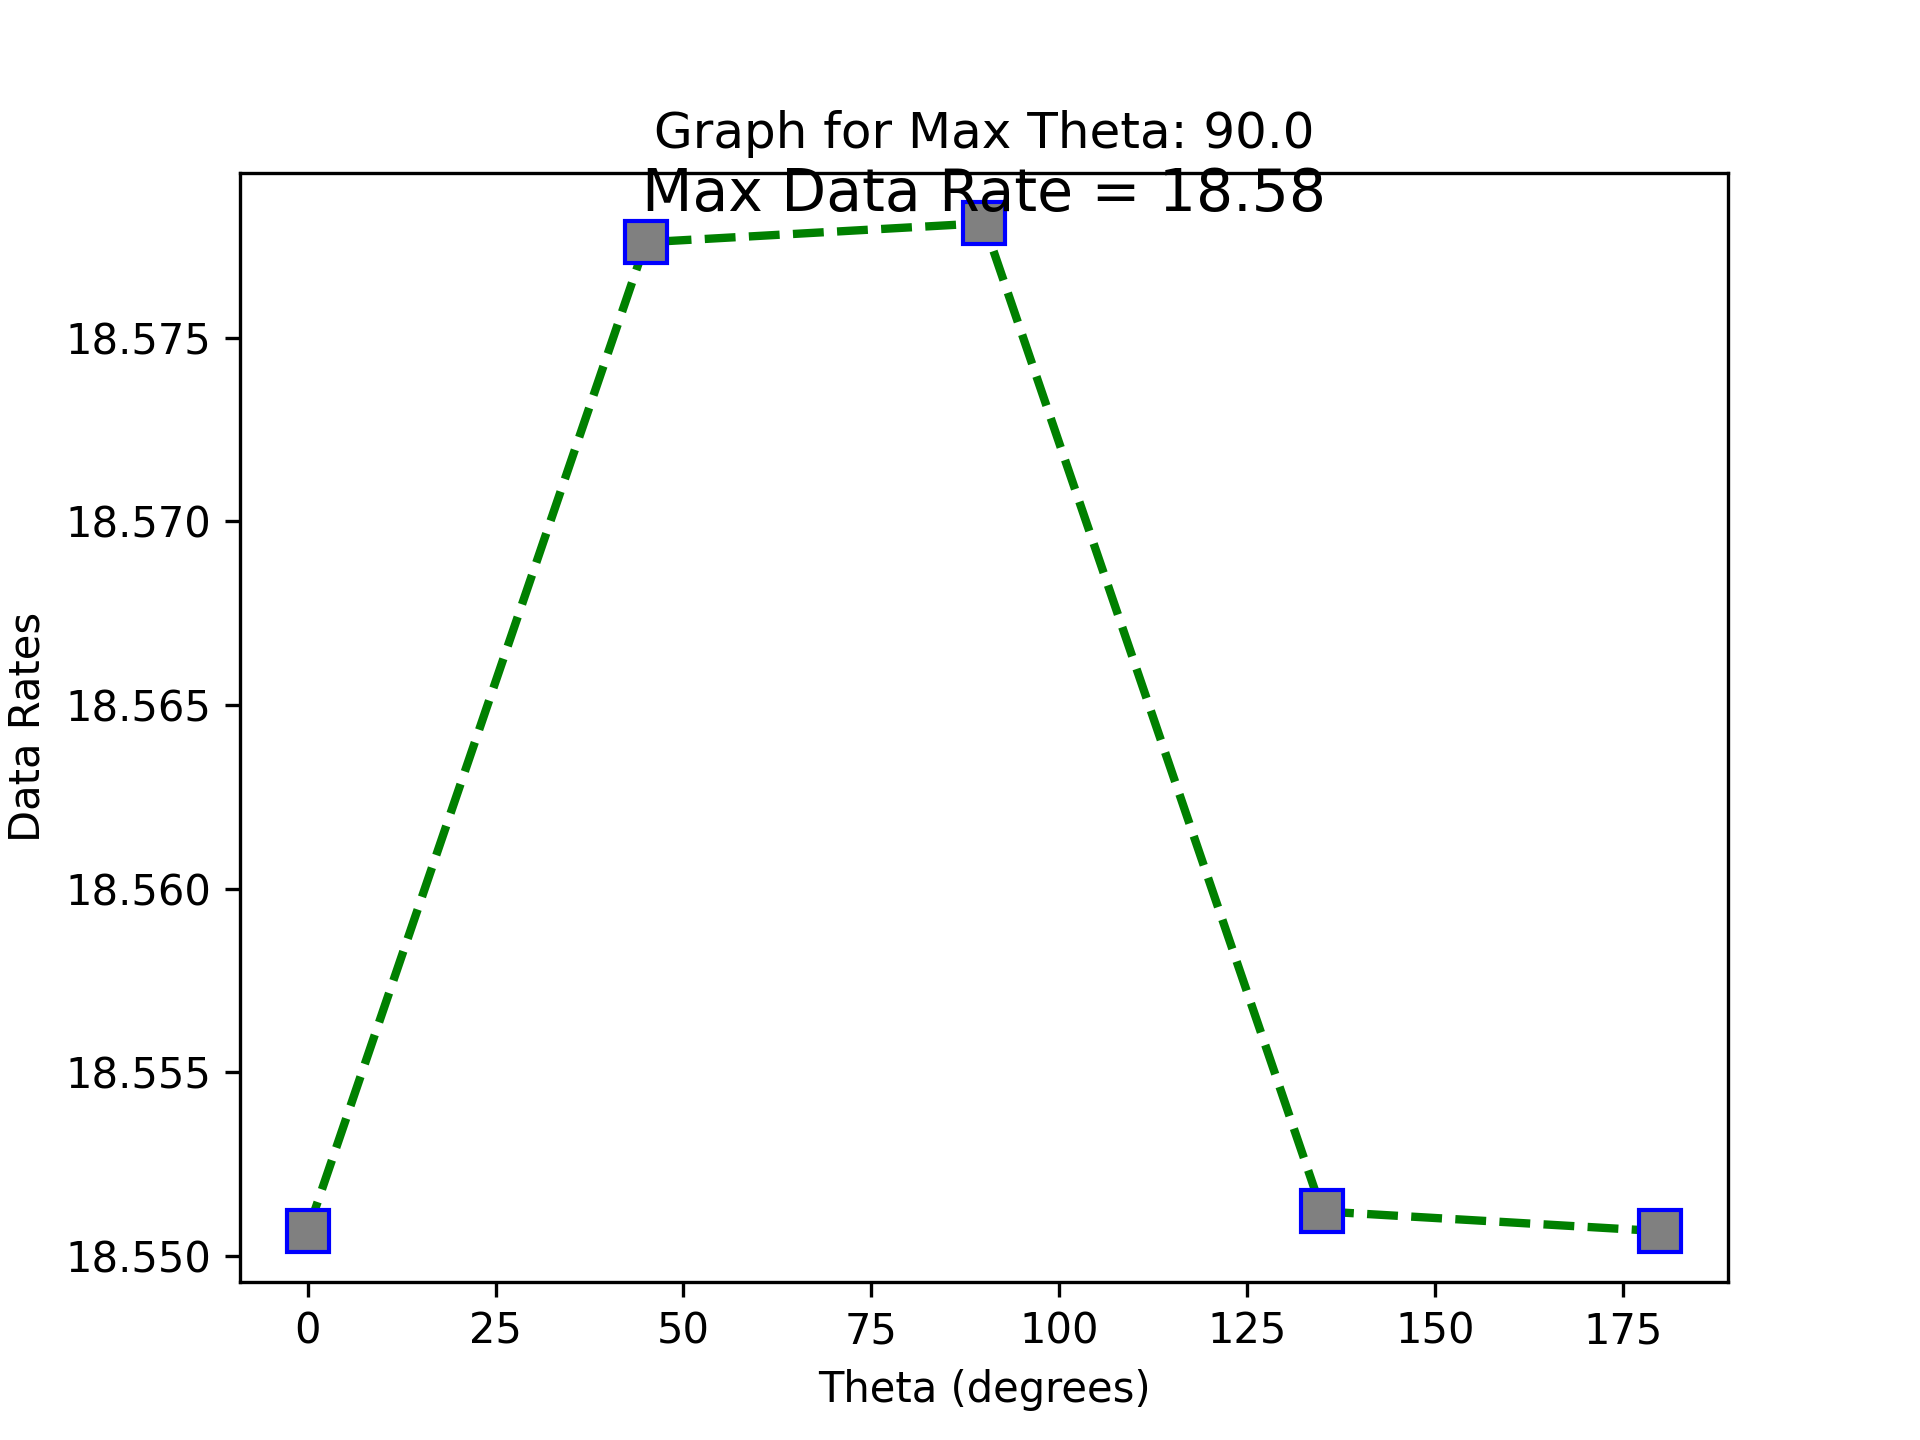 Graph for Max Theta: 90.0
Max Data Rate = 18.58
18.575
18.570
18.565
18.560
18.555
18.550
Data Rates
0 25 50 75 100 125 150 175
Theta (degrees)